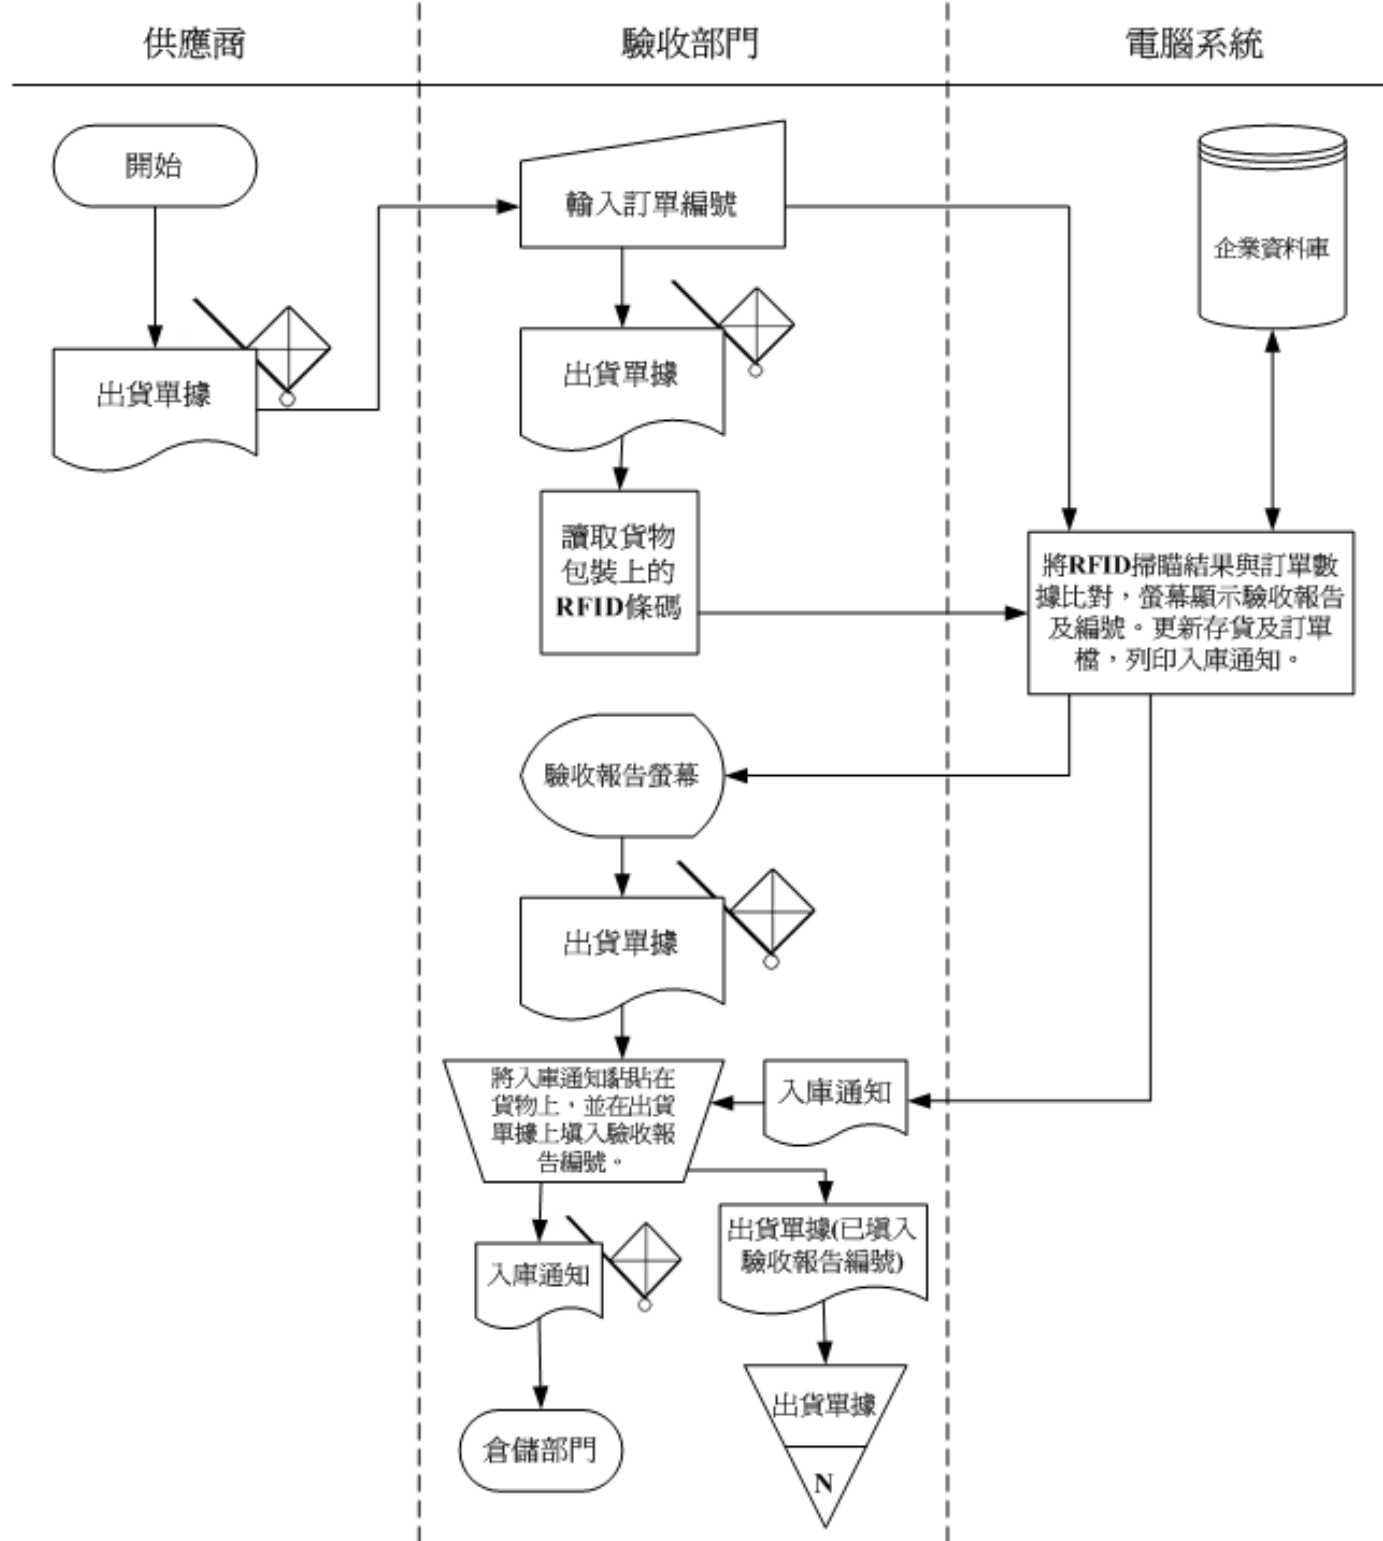 供應商
驗收部門
電腦系統
開始
輸入訂單編號
企業資料庫
出貨單據
出貨單據
讀取貨物
包裝上的
RFID條碼
將RFID掃瞄結果與訂單數
據比對，螢幕顯示驗收報告
及編號。更新存貨及訂單
檔，列印入庫通知。
驗收報告螢幕
出貨單據
將入庫通知黏貼在
貨物上，並在出貨
單據上填入驗收報
告編號。
入庫通知
入庫通知
出貨單據(已填入
驗收報告編號)
倉儲部門
出貨單據
N